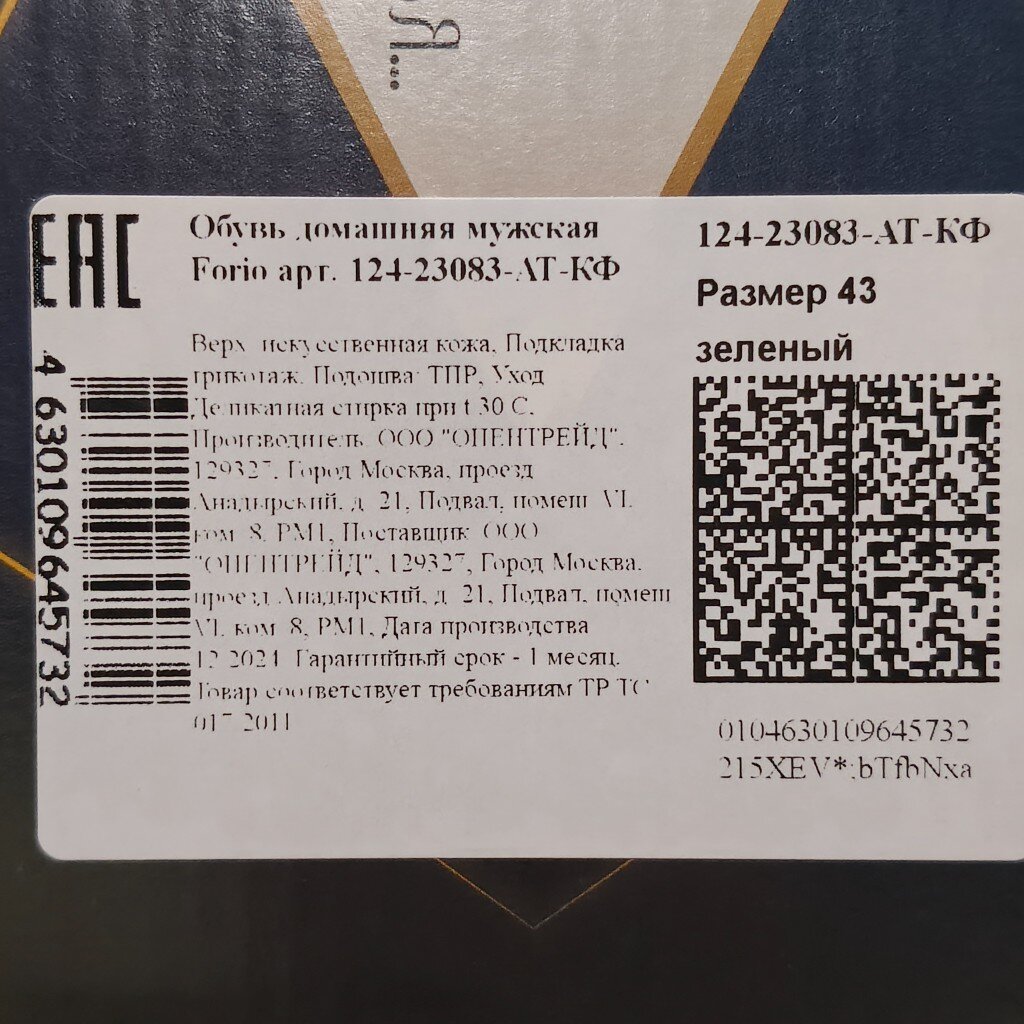 Я...
EAC
Обувь домашняя мужская
Forio арт. 124-23083-АТ-КФ
Верх искусственная кожа, Подкладка
трикотаж, Подошва: ТПР, Уход
Деликатная стирка при t 30 С,
Производитель: ООО "ОПЕНТРЕЙД",
129327, Город Москва, проезд
Анадырский, д. 21, Подвал, помещ. VI,
ком. 8, РМ1, Поставщик: ООО
"ОПЕНТРЕЙД", 129327, Город Москва,
проезд Анадырский, д. 21, Подвал, помещ.
VI, ком. 8, РМ1, Дата производства
12.2024. Гарантийный срок - 1 месяц.
Товар соответствует требованиям ТР ТС
017 2011
4 630109 645732
124-23083-АТ-КФ
Размер 43
зеленый
0104630109645732
215XEV*;bTfbNxa